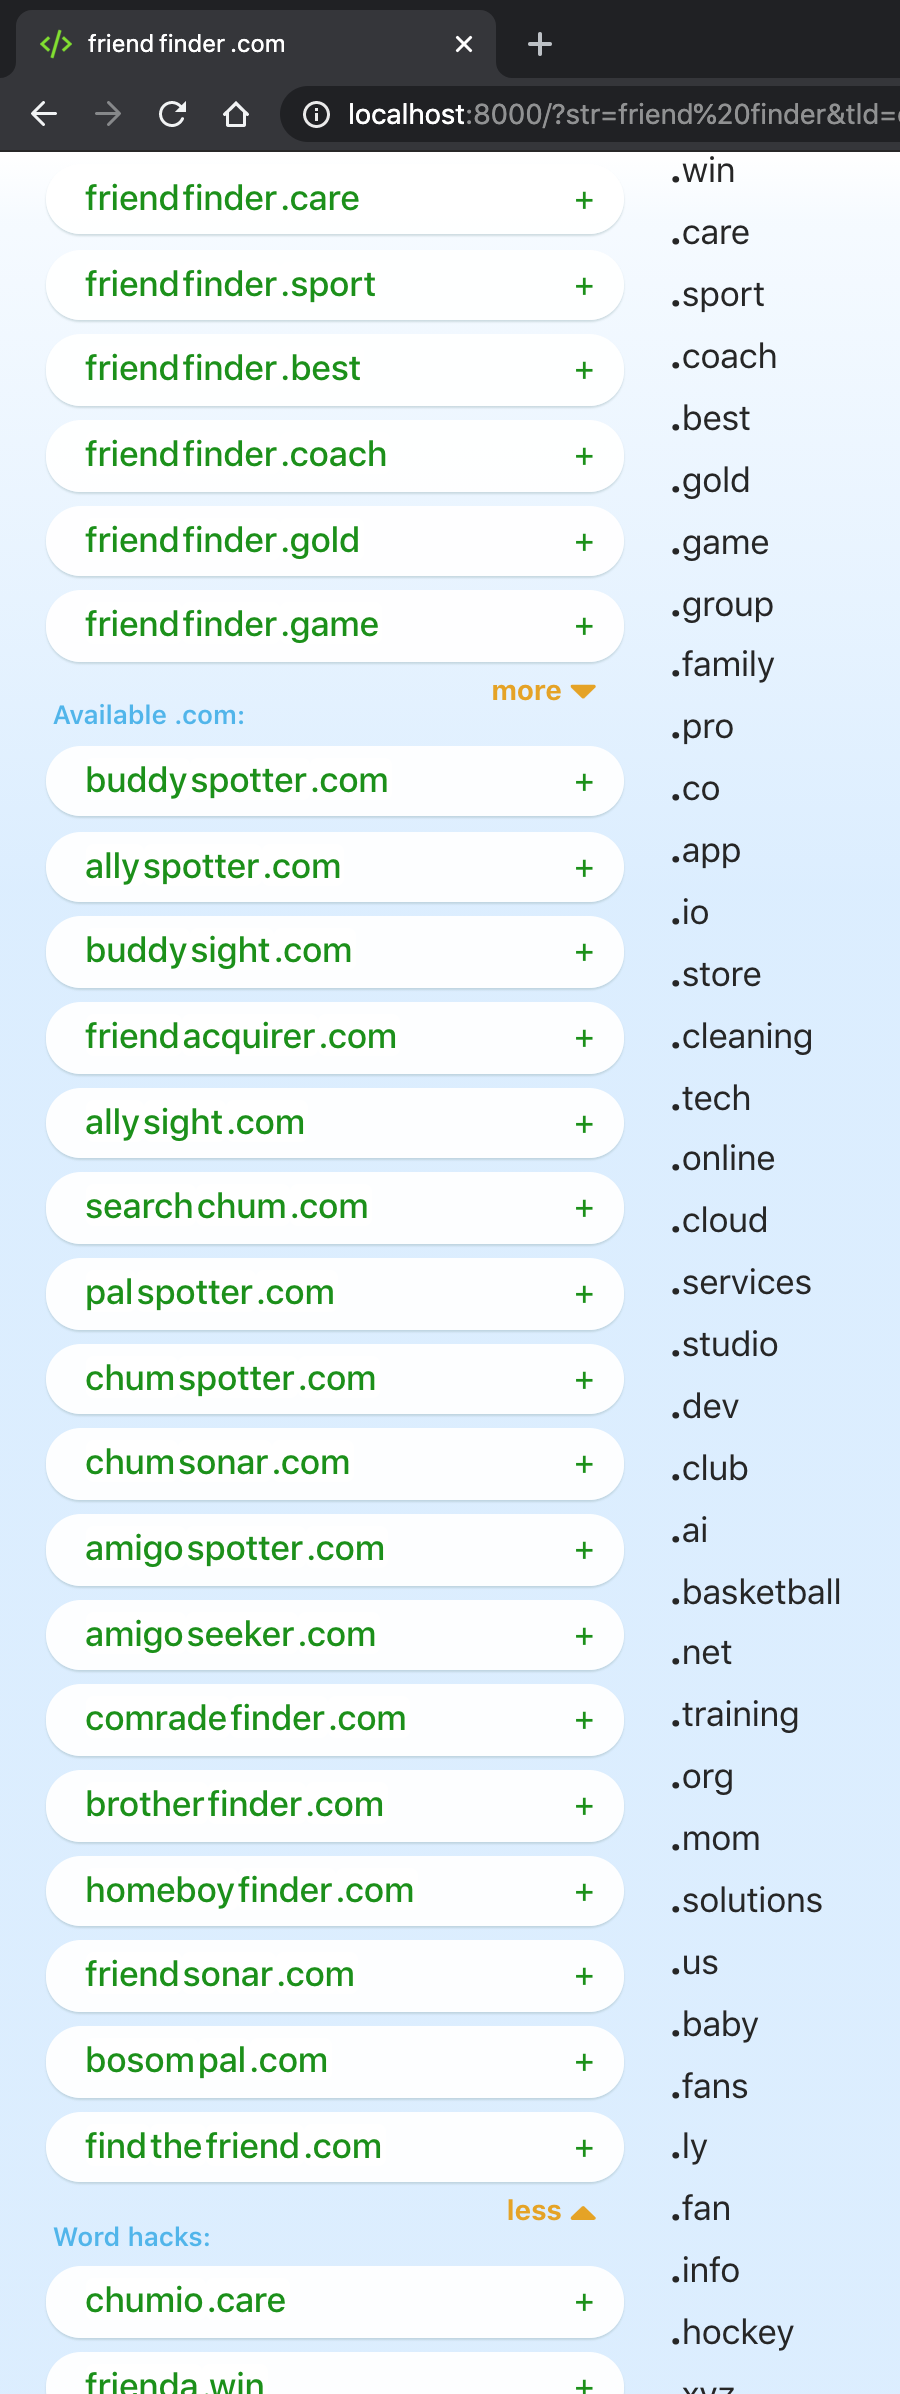 friend finder .com
localhost:8000/?str=friend%20finder&tld=
friendfinder.care +
friendfinder.sport +
friendfinder.best +
friendfinder.coach +
friendfinder.gold +
friendfinder.game +
more
Available .com:
buddyspotter.com +
allyspotter.com +
buddysight.com +
friendacquirer.com +
allysight.com +
searchchum.com +
palspotter.com +
chumspotter.com +
chumsonar.com +
amigospotter.com +
amigoseeker.com +
comradefinder.com +
brotherfinder.com +
homeboyfinder.com +
friendsonar.com +
bosompal.com +
findthefriend.com +
less
Word hacks:
chumio.care +
frienda.win +
.win
.care
.sport
.coach
.best
.gold
.game
.group
.family
.pro
.co
.app
.io
.store
.cleaning
.tech
.online
.cloud
.services
.studio
.dev
.club
.ai
.basketball
.net
.training
.org
.mom
.solutions
.us
.baby
.fans
.ly
.fan
.info
.hockey
.xyz